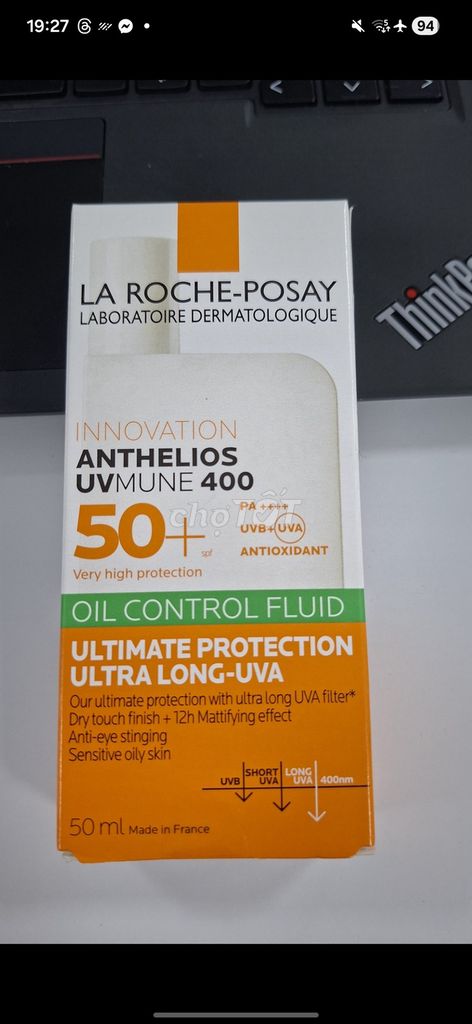 19:27
94
LA ROCHE-POSAY
LABORATOIRE DERMATOLOGIQUE
ThinkP
INNOVATION
ANTHELIOS
UVMUNE 400
50+
spf
PA ++++
UVB+UVA
ANTIOXIDANT
chợTỐT
Very high protection
OIL CONTROL FLUID
ULTIMATE PROTECTION
ULTRA LONG-UVA
Our ultimate protection with ultra long UVA filter*
Dry touch finish + 12h Mattifying effect
Anti-eye stinging
Sensitive oily skin
UVB
SHORT
UVA
LONG
UVA
400nm
50 ml Made in France